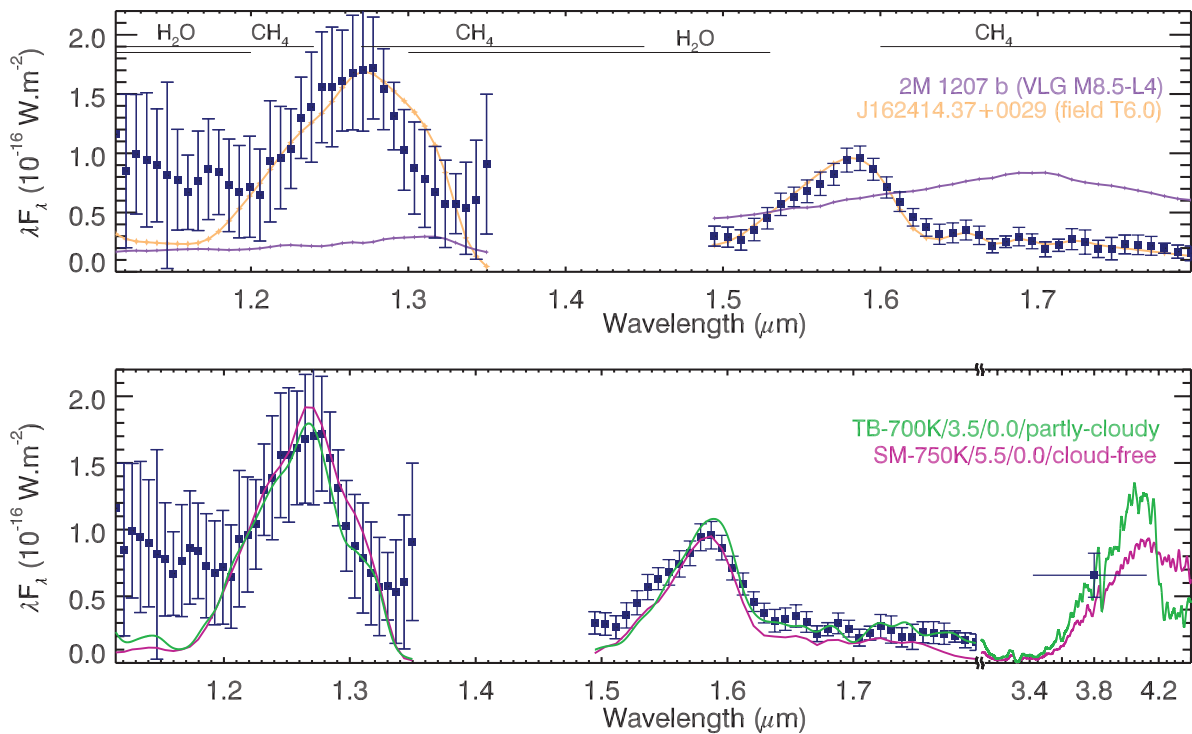 H2O CH4 CH4 H2O CH4
2M 1207 b (VLG M8.5-L4)
J162414.37+0029 (field T6.0)
λFλ (10^-16 W.m^-2)
2.0
1.5
1.0
0.5
0.0
1.2 1.3 1.4 1.5 1.6 1.7
Wavelength (μm)
TB-700K/3.5/0.0/partly-cloudy
SM-750K/5.5/0.0/cloud-free
λFλ (10^-16 W.m^-2)
2.0
1.5
1.0
0.5
0.0
1.2 1.3 1.5 1.6 1.7 3.4 3.8 4.2
Wavelength (μm)